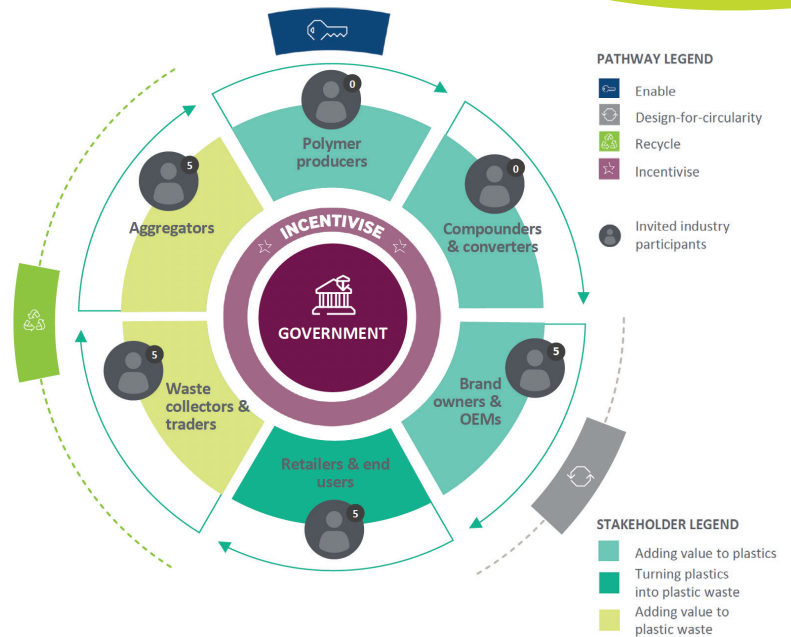 0
Polymer
producers
0
Compounders
& converters
5
Brand
owners &
OEMs
Retailers & end
users
5
5
Waste
collectors &
traders
5
Aggregators
INCENTIVISE
GOVERNMENT
PATHWAY LEGEND
Enable
Design-for-circularity
Recycle
Incentivise
Invited industry
participants
STAKEHOLDER LEGEND
Adding value to plastics
Turning plastics
into plastic waste
Adding value to
plastic waste